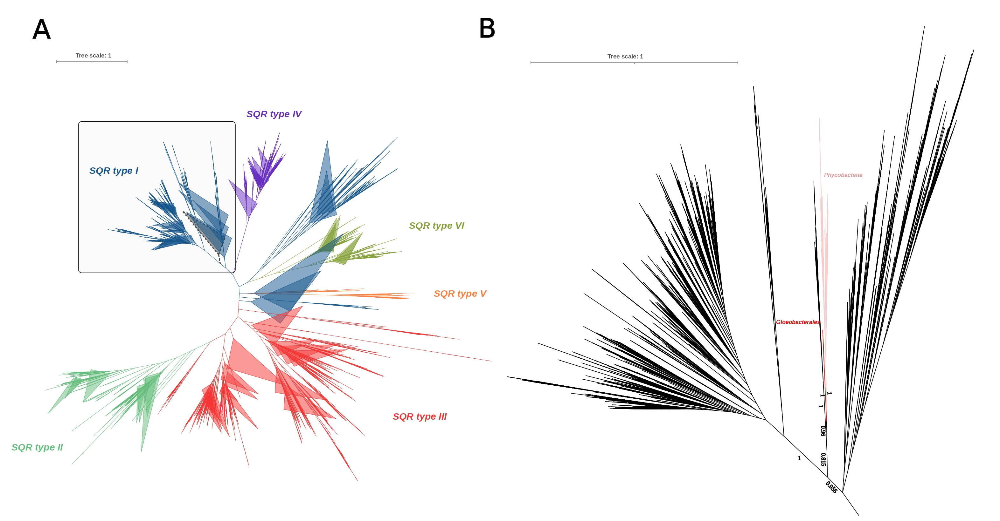 A
B
Tree scale: 1
Tree scale: 1
SQR type IV
SQR type I
SQR type VI
SQR type V
SQR type III
SQR type II
Phycobacteria
Gloeobacterales
1
1
1
0.96
0.815
1
0.956